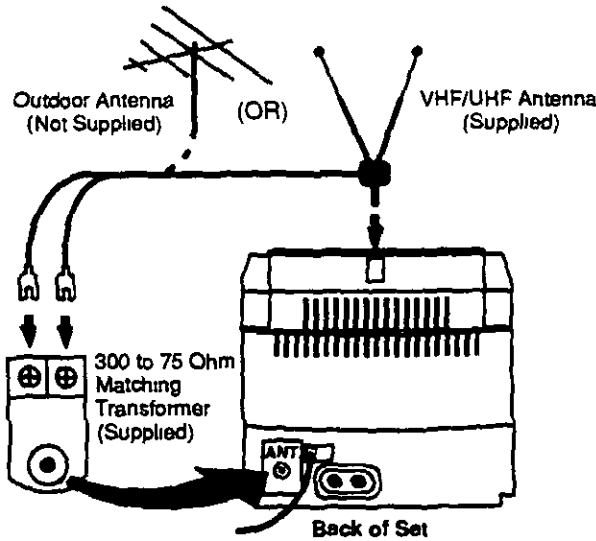 Outdoor Antenna
(Not Supplied)
(OR)
VHF/UHF Antenna
(Supplied)
300 to 75 Ohm
Matching
Transformer
(Supplied)
ANT
Back of Set